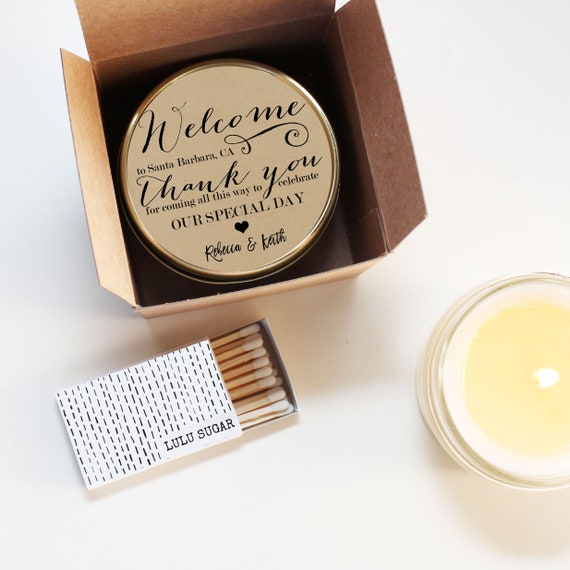 Welcome
to Santa Barbara, CA
thank you
for coming all this way to celebrate
OUR SPECIAL DAY
Rebecca & Keith
LULU SUGAR